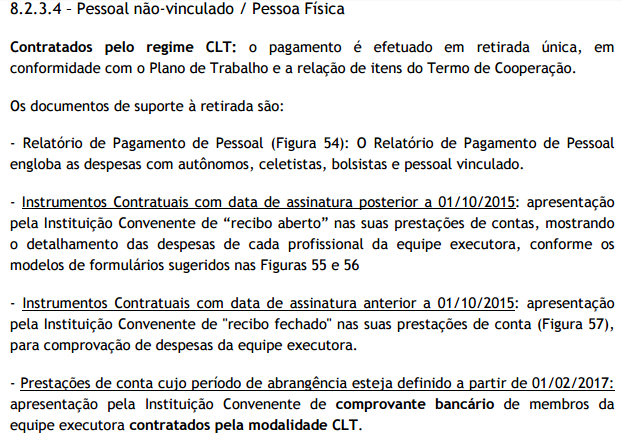 8.2.3.4 – Pessoal não-vinculado / Pessoa Física
Contratados pelo regime CLT: o pagamento é efetuado em retirada única, em
conformidade com o Plano de Trabalho e a relação de itens do Termo de Cooperação.
Os documentos de suporte à retirada são:
- Relatório de Pagamento de Pessoal (Figura 54): O Relatório de Pagamento de Pessoal
engloba as despesas com autônomos, celetistas, bolsistas e pessoal vinculado.
- Instrumentos Contratuais com data de assinatura posterior a 01/10/2015: apresentação
pela Instituição Convenente de “recibo aberto” nas suas prestações de contas, mostrando
o detalhamento das despesas de cada profissional da equipe executora, conforme os
modelos de formulários sugeridos nas Figuras 55 e 56
- Instrumentos Contratuais com data de assinatura anterior a 01/10/2015: apresentação
pela Instituição Convenente de "recibo fechado" nas suas prestações de conta (Figura 57),
para comprovação de despesas da equipe executora.
- Prestações de conta cujo período de abrangência esteja definido a partir de 01/02/2017:
apresentação pela Instituição Convenente de comprovante bancário de membros da
equipe executora contratados pela modalidade CLT.